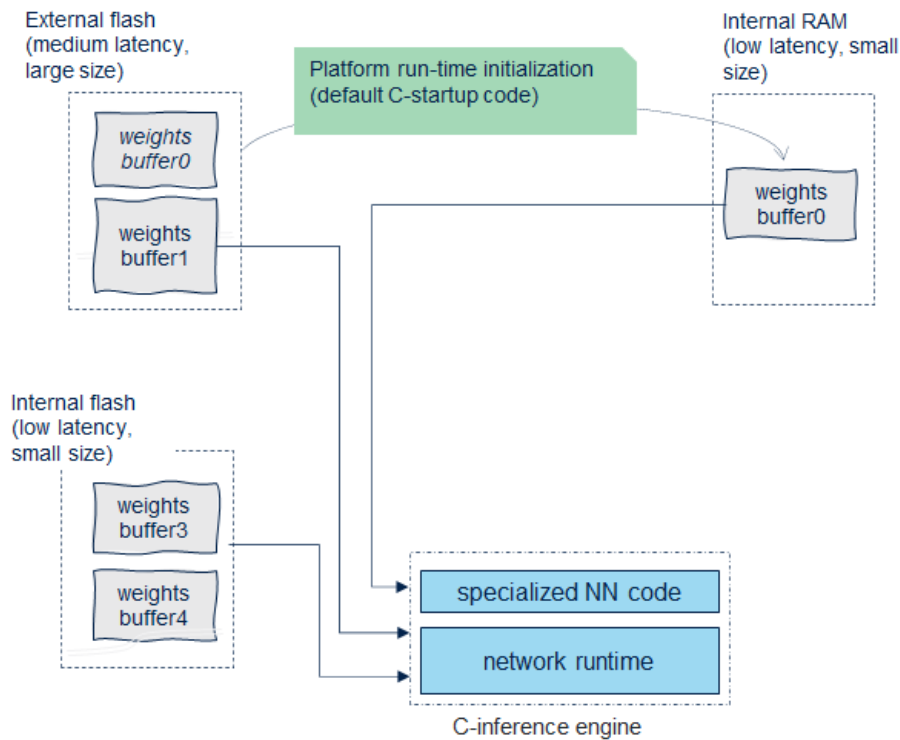 External flash
(medium latency,
large size)
weights
buffer0
weights
buffer1
Platform run-time initialization
(default C-startup code)
Internal RAM
(low latency, small
size)
weights
buffer0
Internal flash
(low latency,
small size)
weights
buffer3
weights
buffer4
specialized NN code
network runtime
C-inference engine